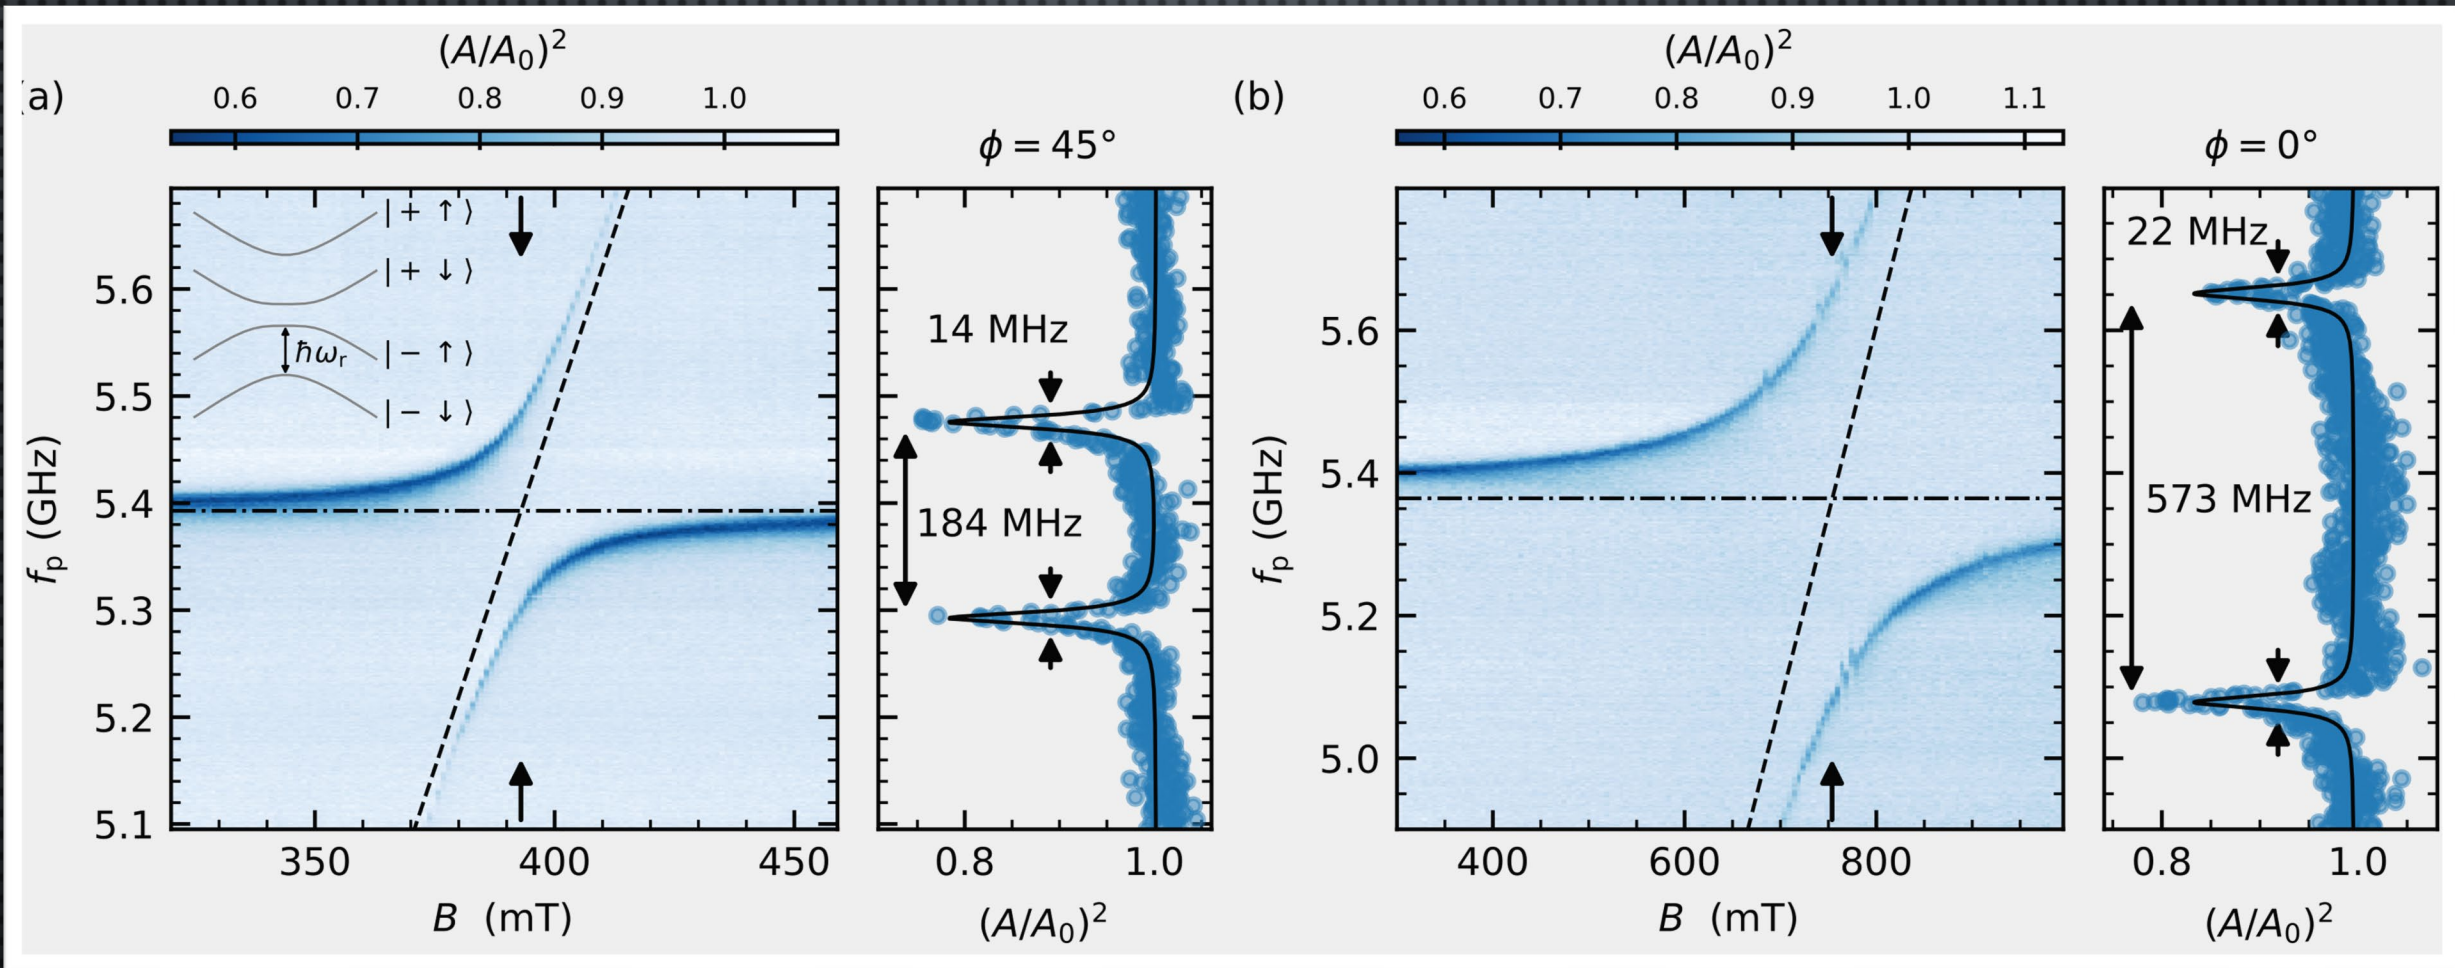 (a)
(A/A₀)²
0.6 0.7 0.8 0.9 1.0
ϕ = 45°
| + ↑ ⟩
| + ↓ ⟩
| − ↑ ⟩
ℏωᵣ
| − ↓ ⟩
5.6
5.5
5.4
5.3
5.2
5.1
fₚ (GHz)
350 400 450
B (mT)
14 MHz
184 MHz
0.8 1.0
(A/A₀)²
(b)
(A/A₀)²
0.6 0.7 0.8 0.9 1.0 1.1
ϕ = 0°
5.6
5.4
5.2
5.0
fₚ (GHz)
400 600 800
B (mT)
22 MHz
573 MHz
0.8 1.0
(A/A₀)²